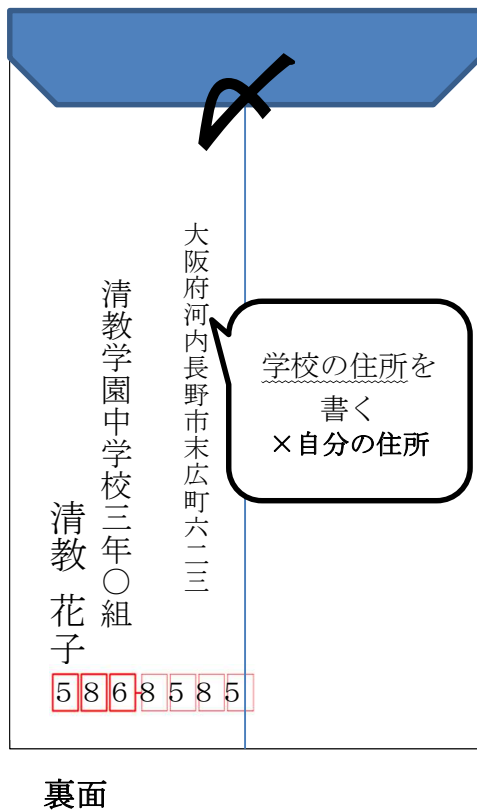 大阪府河内長野市末広町六二三
清教学園中学校三年〇組
清教 花子
586-8585
学校の住所を
書く
×自分の住所
裏面